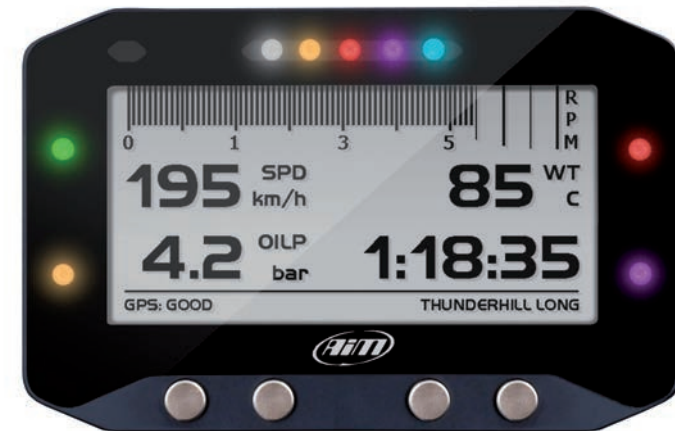 R
P
M
0 1 3 5
195 SPD km/h
85 WT C
4.2 OILP bar
1:18:35
GPS: GOOD
THUNDERHILL LONG
AiM